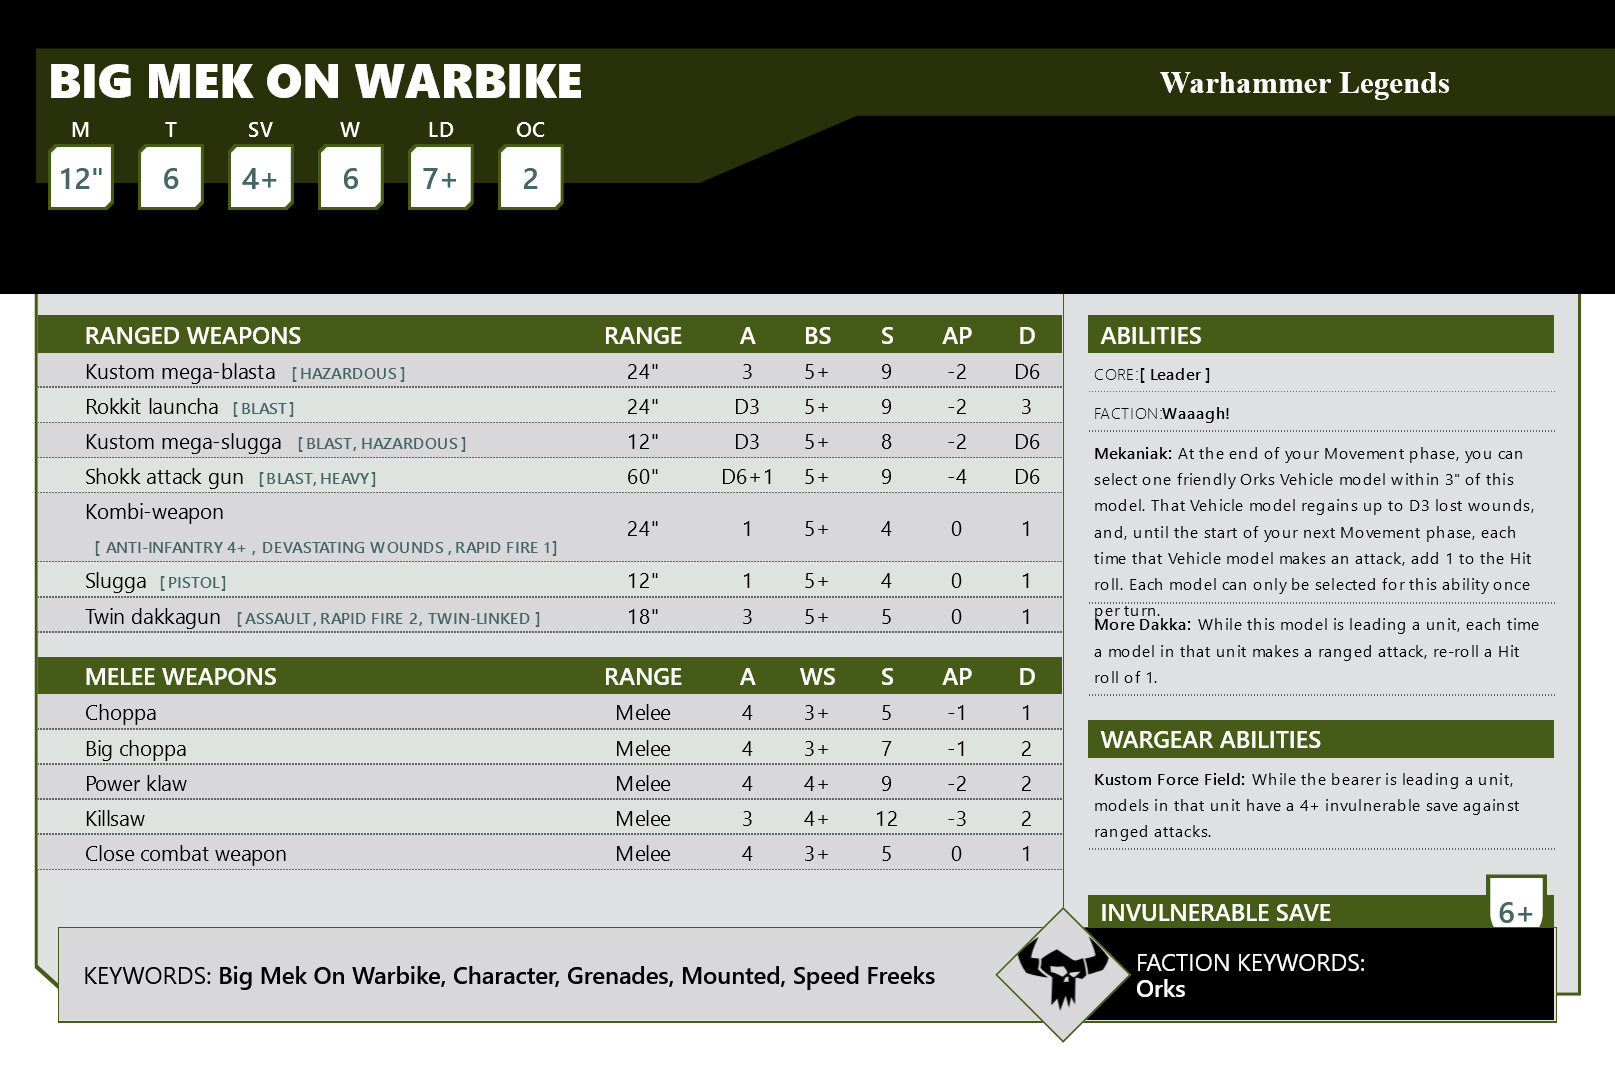 BIG MEK ON WARBIKE
Warhammer Legends
M T SV W LD OC
12" 6 4+ 6 7+ 2
RANGED WEAPONS RANGE A BS S AP D
Kustom mega-blasta [HAZARDOUS] 24" 3 5+ 9 -2 D6
Rokkit launcha [BLAST] 24" D3 5+ 9 -2 3
Kustom mega-slugga [BLAST, HAZARDOUS] 12" D3 5+ 8 -2 D6
Shokk attack gun [BLAST, HEAVY] 60" D6+1 5+ 9 -4 D6
Kombi-weapon 24" 1 5+ 4 0 1
[ ANTI-INFANTRY 4+ , DEVASTATING WOUNDS , RAPID FIRE 1]
Slugga [PISTOL] 12" 1 5+ 4 0 1
Twin dakkagun [ASSAULT, RAPID FIRE 2, TWIN-LINKED ] 18" 3 5+ 5 0 1
MELEE WEAPONS RANGE A WS S AP D
Choppa Melee 4 3+ 5 -1 1
Big choppa Melee 4 3+ 7 -1 2
Power klaw Melee 4 4+ 9 -2 2
Killsaw Melee 3 4+ 12 -3 2
Close combat weapon Melee 4 3+ 5 0 1
ABILITIES
CORE:[ Leader ]
FACTION:Waaagh!
Mekaniak: At the end of your Movement phase, you can
select one friendly Orks Vehicle model within 3" of this
model. That Vehicle model regains up to D3 lost wounds,
and, until the start of your next Movement phase, each
time that Vehicle model makes an attack, add 1 to the Hit
roll. Each model can only be selected for this ability once
per turn.
More Dakka: While this model is leading a unit, each time
a model in that unit makes a ranged attack, re-roll a Hit
roll of 1.
WARGEAR ABILITIES
Kustom Force Field: While the bearer is leading a unit,
models in that unit have a 4+ invulnerable save against
ranged attacks.
INVULNERABLE SAVE 6+
KEYWORDS: Big Mek On Warbike, Character, Grenades, Mounted, Speed Freeks
FACTION KEYWORDS:
Orks